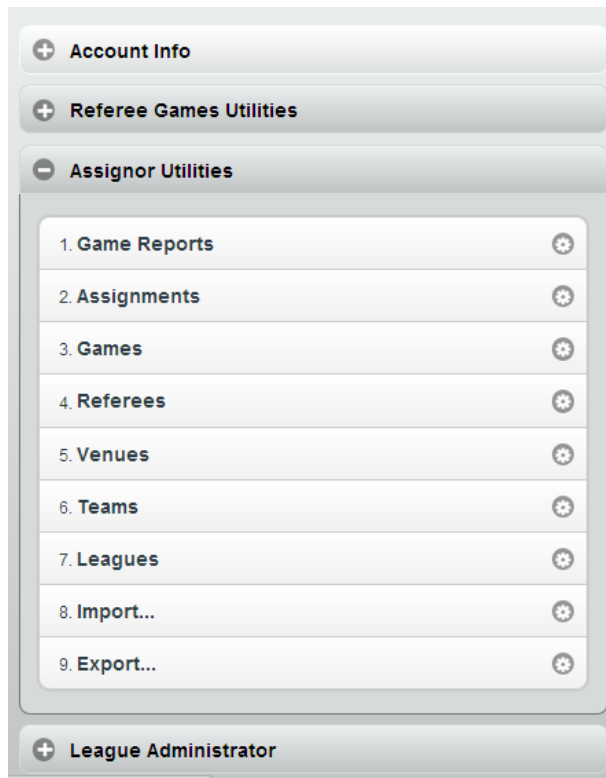 Account Info
Referee Games Utilities
Assignor Utilities
1. Game Reports
2. Assignments
3. Games
4. Referees
5. Venues
6. Teams
7. Leagues
8. Import...
9. Export...
League Administrator